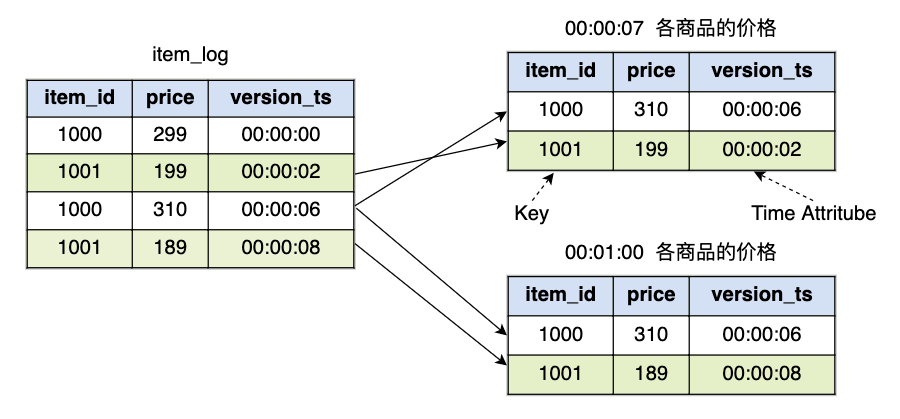 item_log
item_id price version_ts
1000 299 00:00:00
1001 199 00:00:02
1000 310 00:00:06
1001 189 00:00:08
00:00:07 各商品的价格
item_id price version_ts
1000 310 00:00:06
1001 199 00:00:02
Key Time Attritube
00:01:00 各商品的价格
item_id price version_ts
1000 310 00:00:06
1001 189 00:00:08